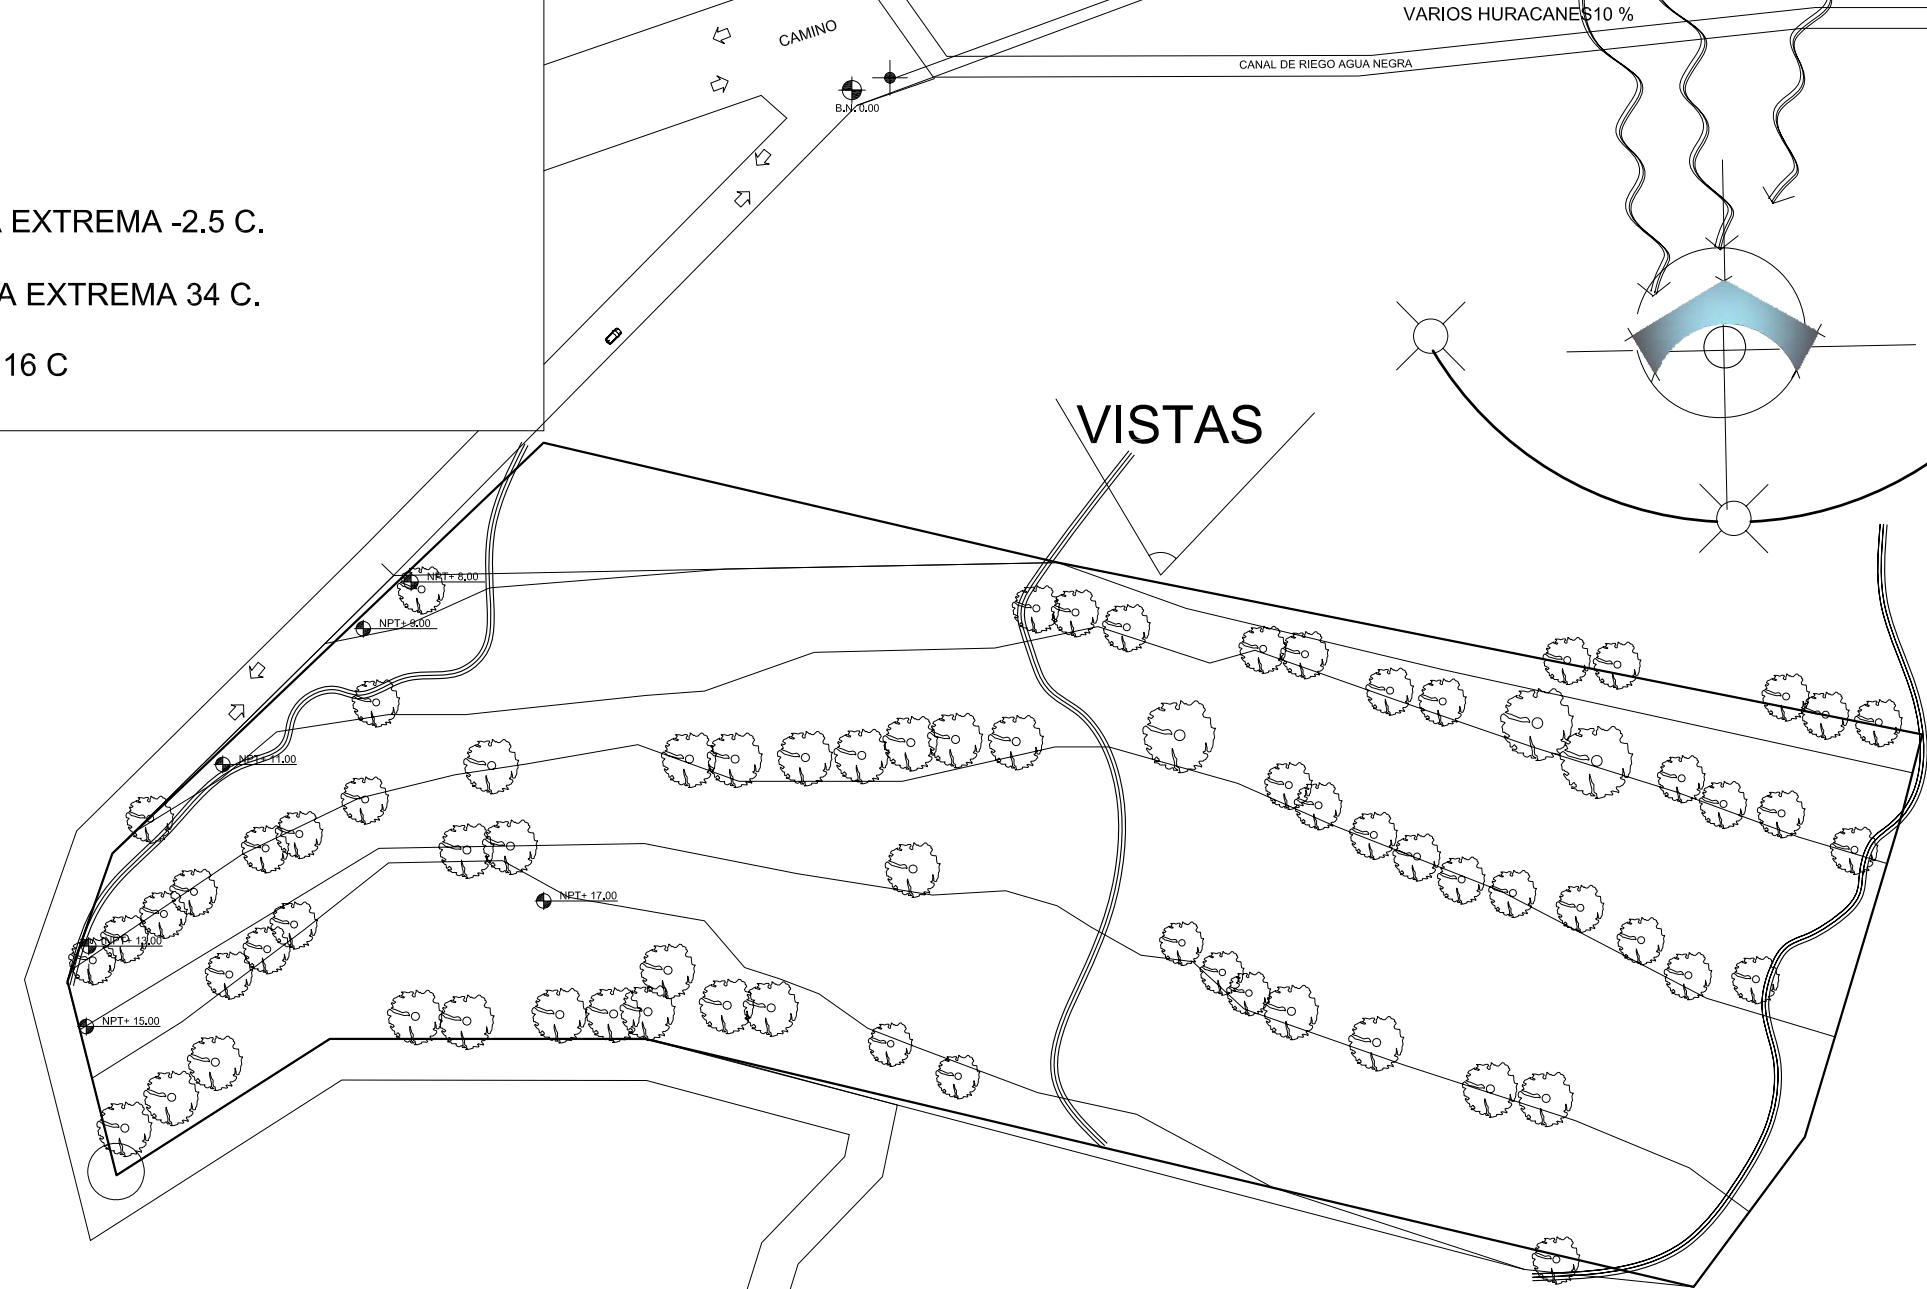 VARIOS HURACANES10 %
CAMINO
CANAL DE RIEGO AGUA NEGRA
B.N. 0.00
A EXTREMA -2.5 C.
A EXTREMA 34 C.
16 C
VISTAS
NPT+ 8.00
NPT+ 9.00
NPT+ 11.00
NPT+ 17.00
NPT+ 13.00
NPT+ 15.00